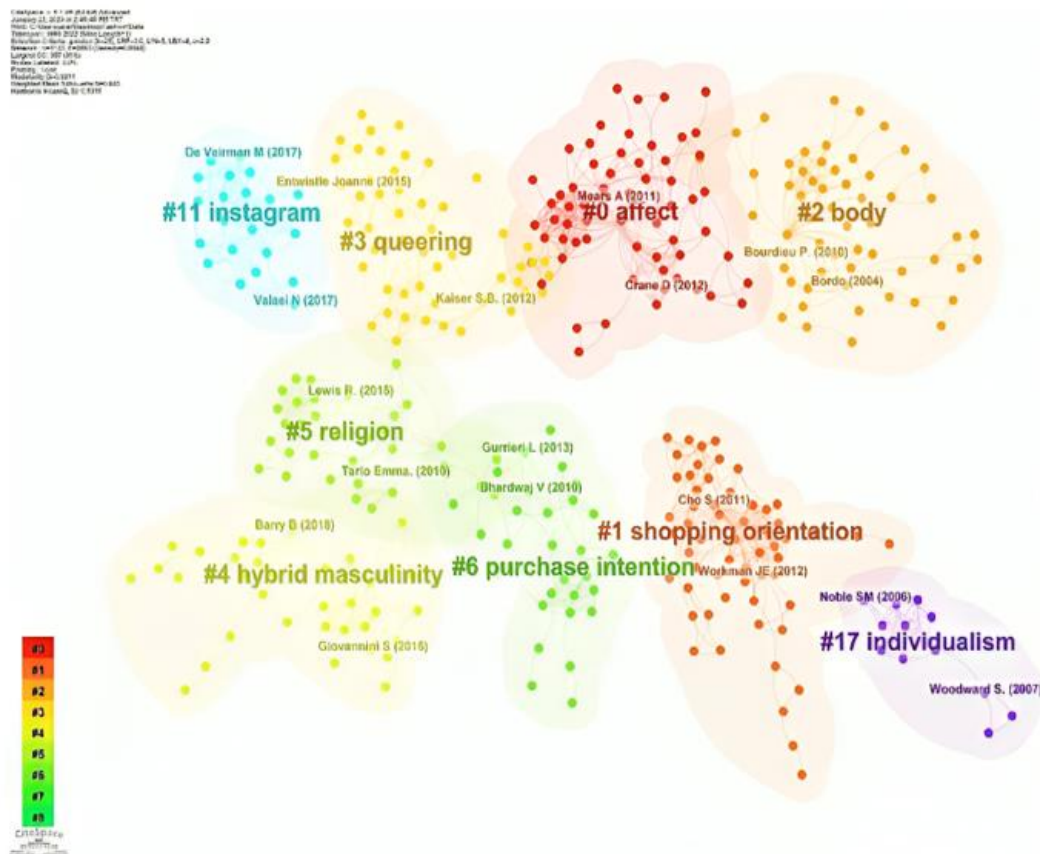 De Veirman M (2017)
Entwistle Joanne (2015)
Mears A (2011)
#11 instagram
#0 affect
#2 body
#3 queering
Bourdieu P. (2010)
Bordo (2004)
Crane D (2012)
Valaei N (2017)
Kaiser S.B. (2012)
Lewis R. (2015)
#5 religion
Gurrieri L (2013)
Tarlo Emma. (2010)
Bhardwaj V (2010)
Cho S (2011)
Barry B (2018)
#1 shopping orientation
#4 hybrid masculinity
#6 purchase intention
Workman JE (2012)
Noble SM (2006)
#17 individualism
Giovannini S (2015)
Woodward S. (2007)
#0
#1
#2
#3
#4
#5
#6
#7
#8
CiteSpace